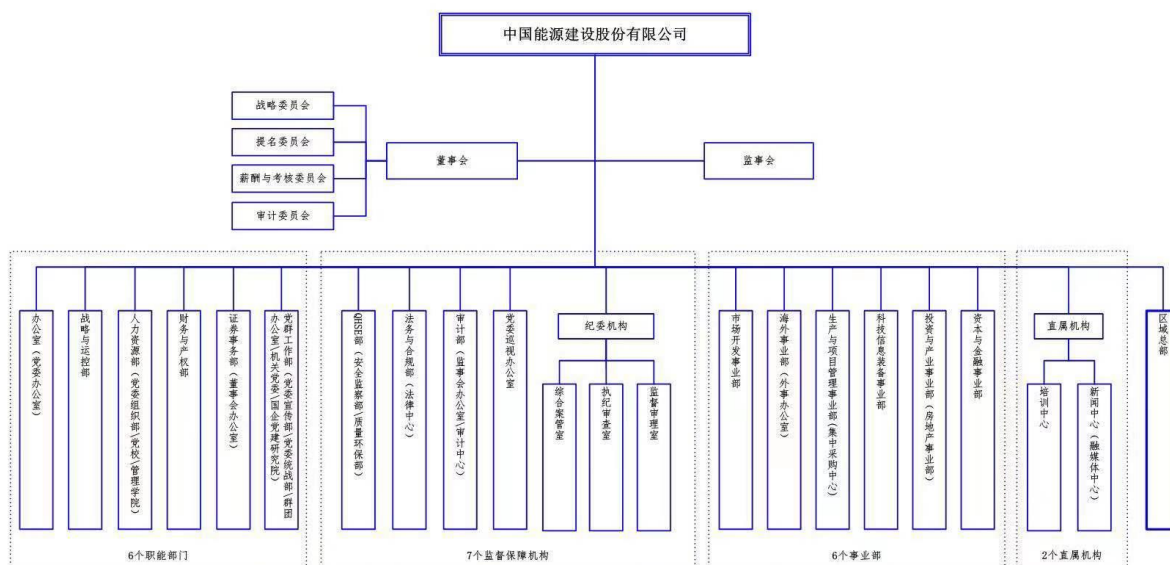 中国能源建设股份有限公司
战略委员会
提名委员会
薪酬与考核委员会
审计委员会
董事会
监事会
办公室（党委办公室）
战略与运控部
人力资源部（党委组织部\党校\管理学院）
财务与产权部
证券事务部（董事会办公室）
党群工作部（党委宣传部\党委统战部\群团
办公室\机关党委\国企党建研究院）
QHSE部（安全监察部\质量环保部）
法务与合规部（法律中心）
审计部（监事会办公室\审计中心）
党委巡视办公室
纪委机构
综合案管室
执纪审查室
监督审理室
市场开发事业部
海外事业部（外事办公室）
生产与项目管理事业部（集中采购中心）
科技信息装备事业部
投资与产业事业部（房地产事业部）
资本与金融事业部
直属机构
培训中心
新闻中心（融媒体中心）
区域总部
6个职能部门
7个监督保障机构
6个事业部
2个直属机构